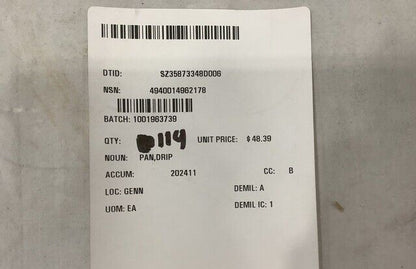 DTID: SZ35873348D006
NSN: 4940014982178
BATCH: 1001983739
QTY: 114 UNIT PRICE: $ 48.39
NOUN: PAN,DRIP
ACCUM: 202411 CC: B
LOC: GENN DEMIL: A
UOM: EA DEMIL IC: 1